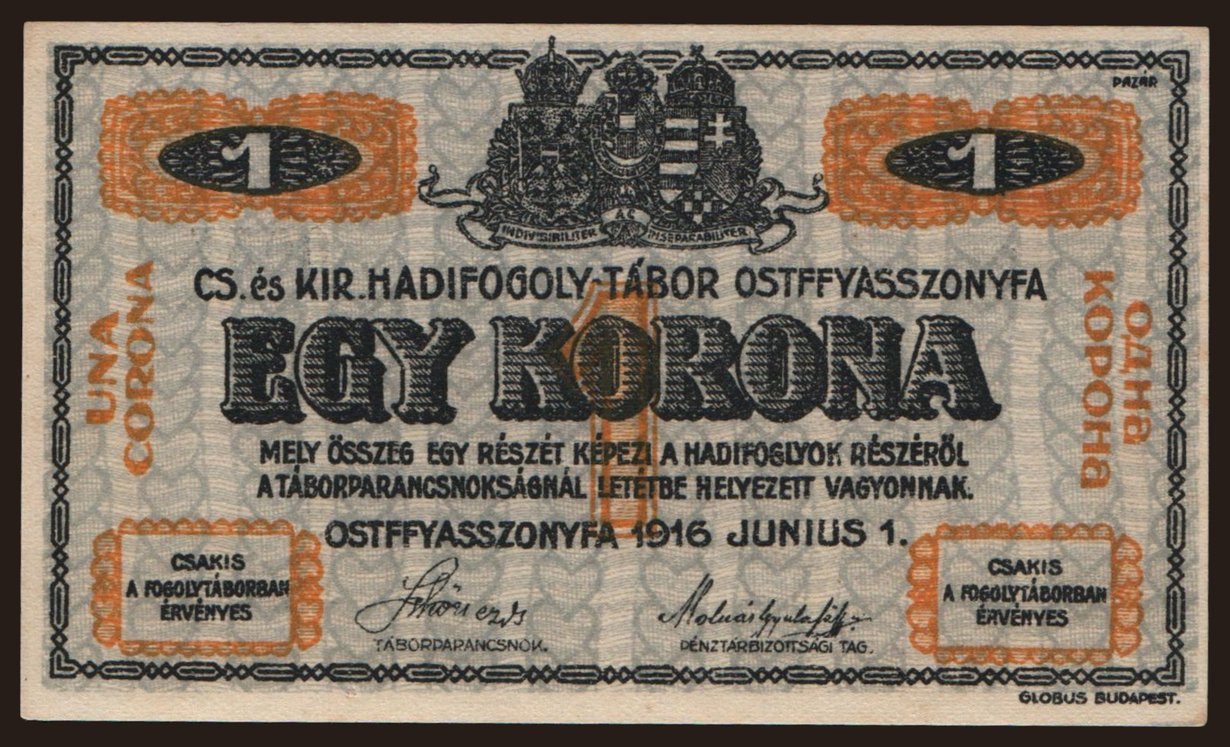 PAZÁR
1
1
INDIVISIBILITER AC INSEPARABILITER
CS. és KIR. HADIFOGOLY-TÁBOR OSTFFYASSZONYFA
UNA
CORONA
EGY KORONA
1
ОДНА
КОРОНА
MELY ÖSSZEG EGY RÉSZÉT KÉPEZI A HADIFOGLYOK RÉSZÉRŐL
A TÁBORPARANCSNOKSÁGNÁL LETÉTBE HELYEZETT VAGYONNAK.
OSTFFYASSZONYFA 1916 JUNIUS 1.
CSAKIS
A FOGOLYTÁBORBAN
ÉRVÉNYES
TÁBORPARANCSNOK.
PÉNZTÁRBIZOTTSÁGI TAG.
CSAKIS
A FOGOLYTÁBORBAN
ÉRVÉNYES
GLOBUS BUDAPEST.